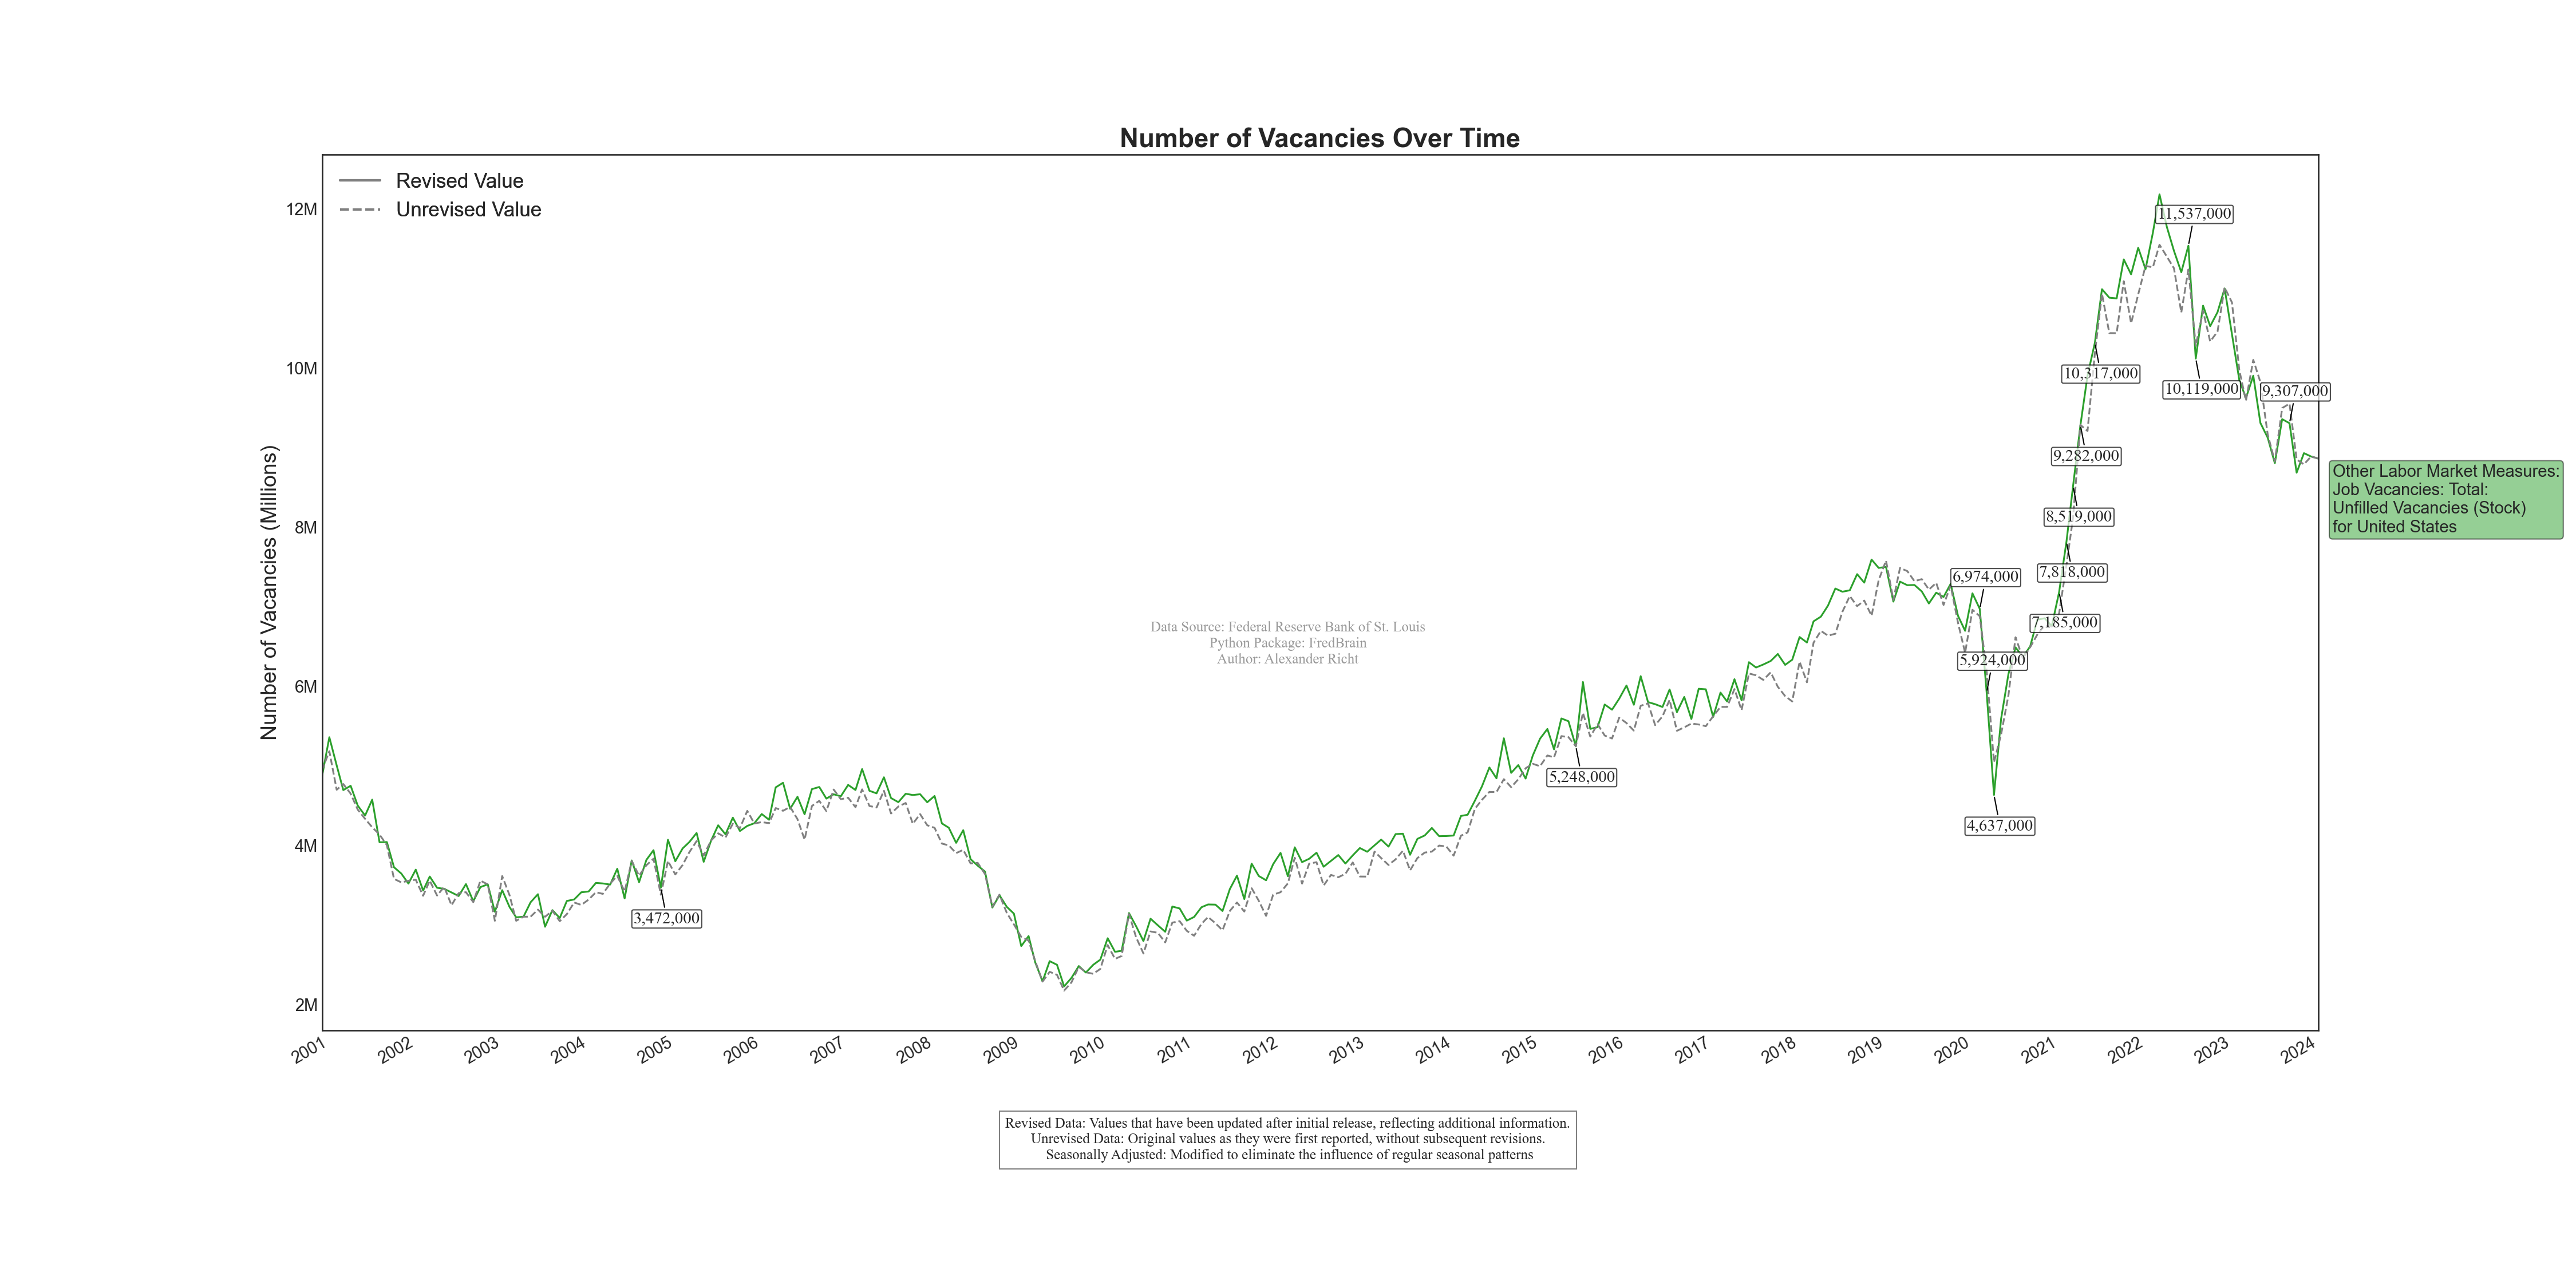 Number of Vacancies Over Time
Revised Value
Unrevised Value
Number of Vacancies (Millions)
12M
10M
8M
6M
4M
2M
11,537,000
10,317,000
10,119,000
9,307,000
9,282,000
8,519,000
7,818,000
6,974,000
7,185,000
5,924,000
5,248,000
4,637,000
3,472,000
Data Source: Federal Reserve Bank of St. Louis
Python Package: FredBrain
Author: Alexander Richt
Other Labor Market Measures:
Job Vacancies: Total:
Unfilled Vacancies (Stock)
for United States
2001
2002
2003
2004
2005
2006
2007
2008
2009
2010
2011
2012
2013
2014
2015
2016
2017
2018
2019
2020
2021
2022
2023
2024
Revised Data: Values that have been updated after initial release, reflecting additional information.
Unrevised Data: Original values as they were first reported, without subsequent revisions.
Seasonally Adjusted: Modified to eliminate the influence of regular seasonal patterns